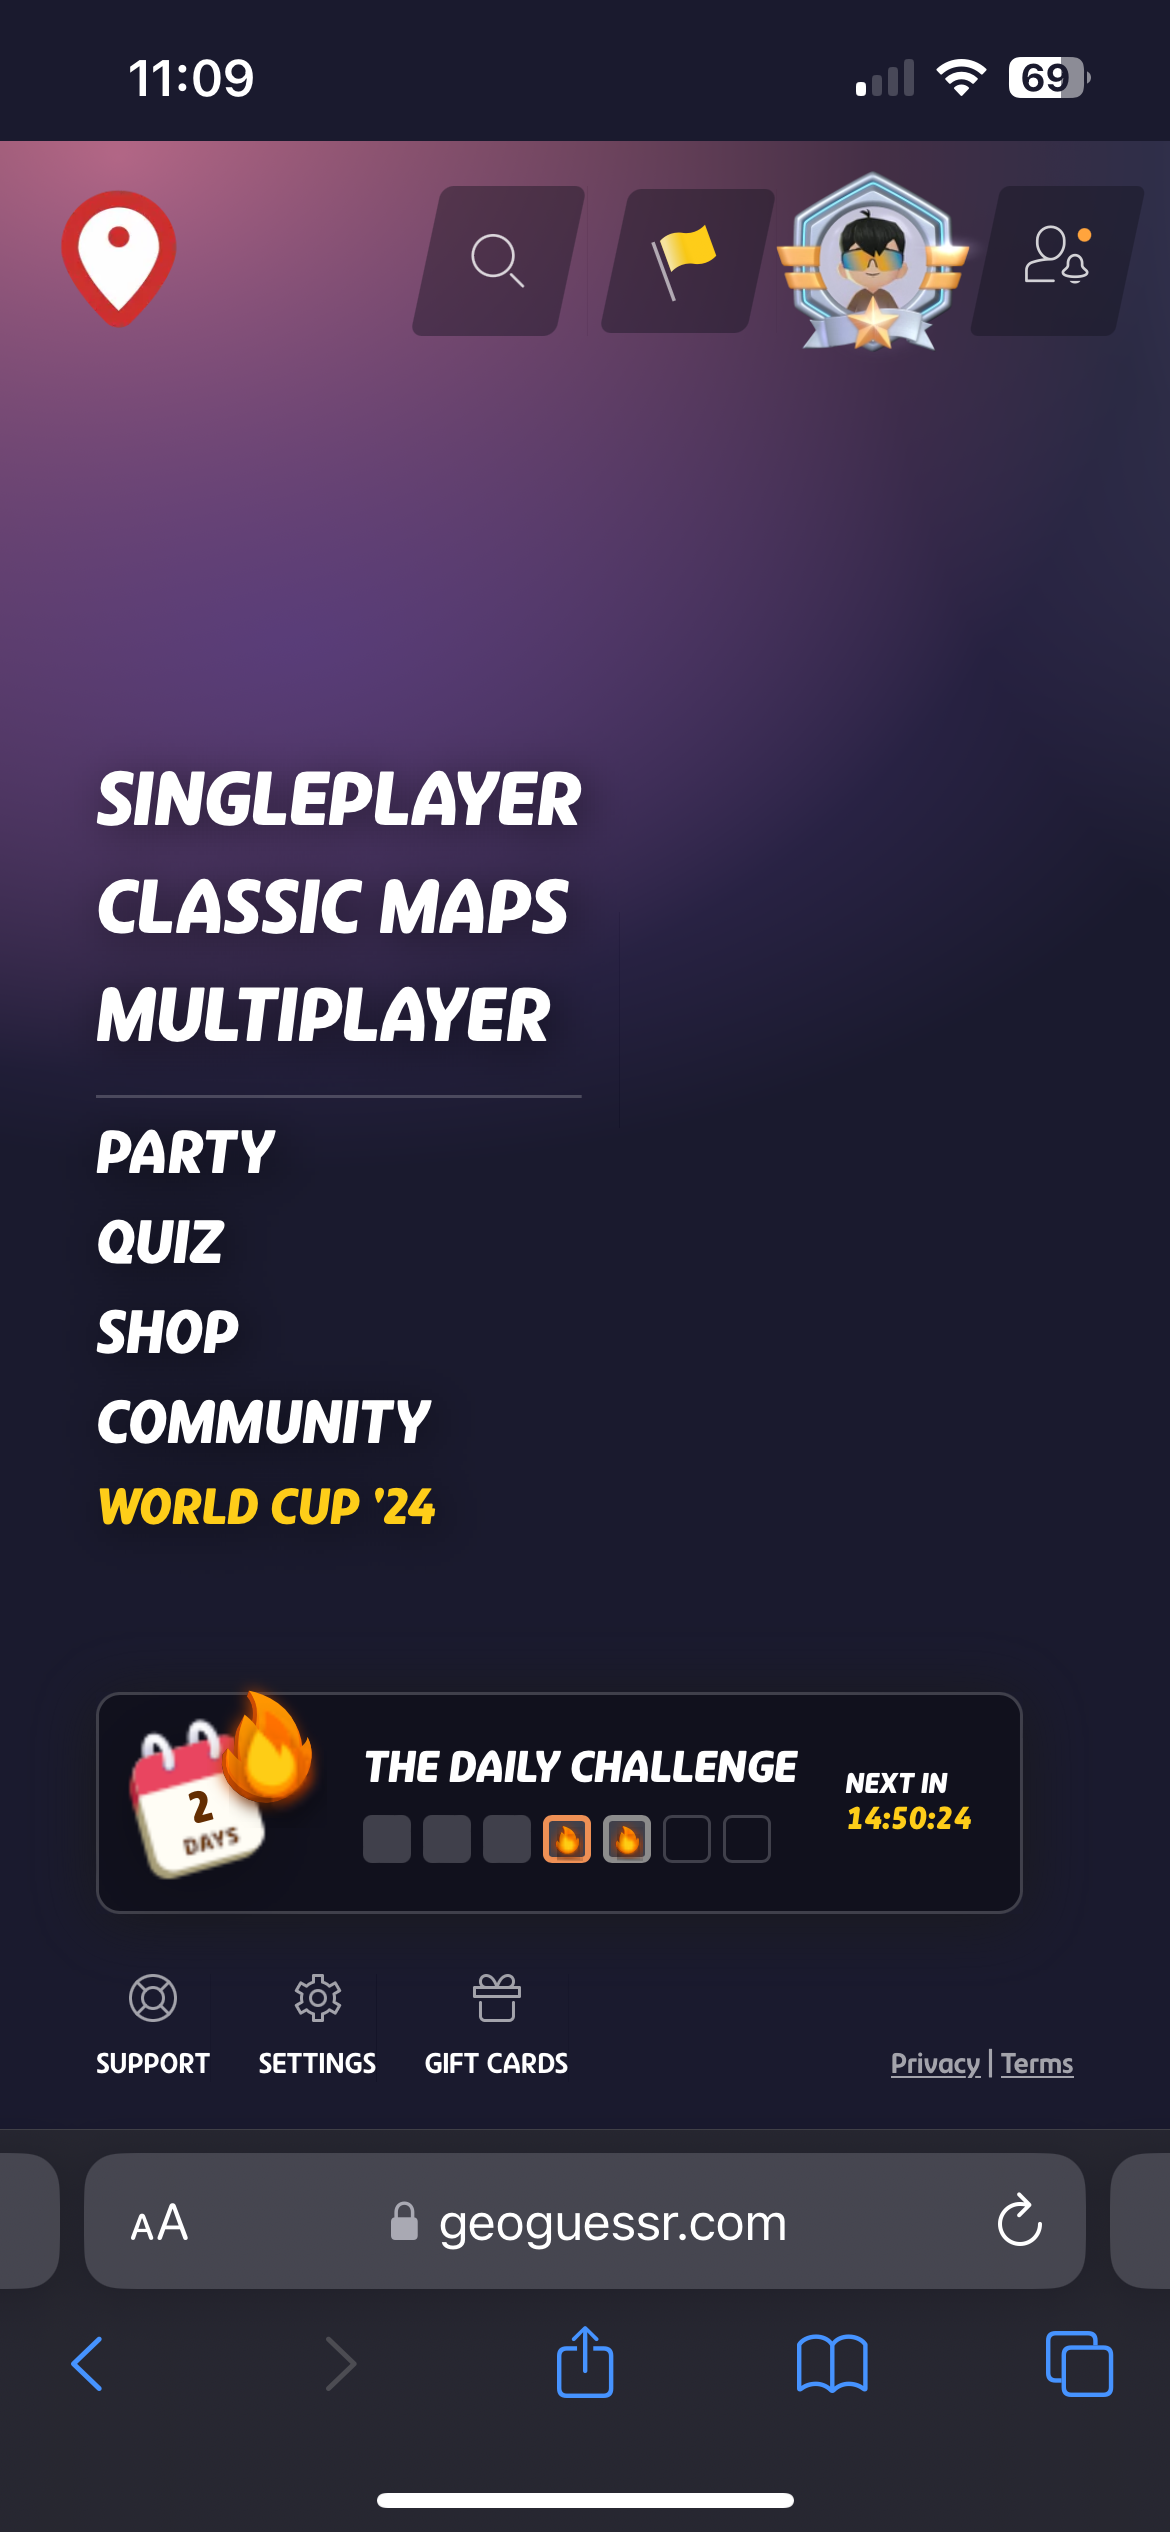 11:09
69
SINGLEPLAYER
CLASSIC MAPS
MULTIPLAYER
PARTY
QUIZ
SHOP
COMMUNITY
WORLD CUP '24
2
DAYS
THE DAILY CHALLENGE
NEXT IN
14:50:24
SUPPORT
SETTINGS
GIFT CARDS
Privacy | Terms
AA
geoguessr.com